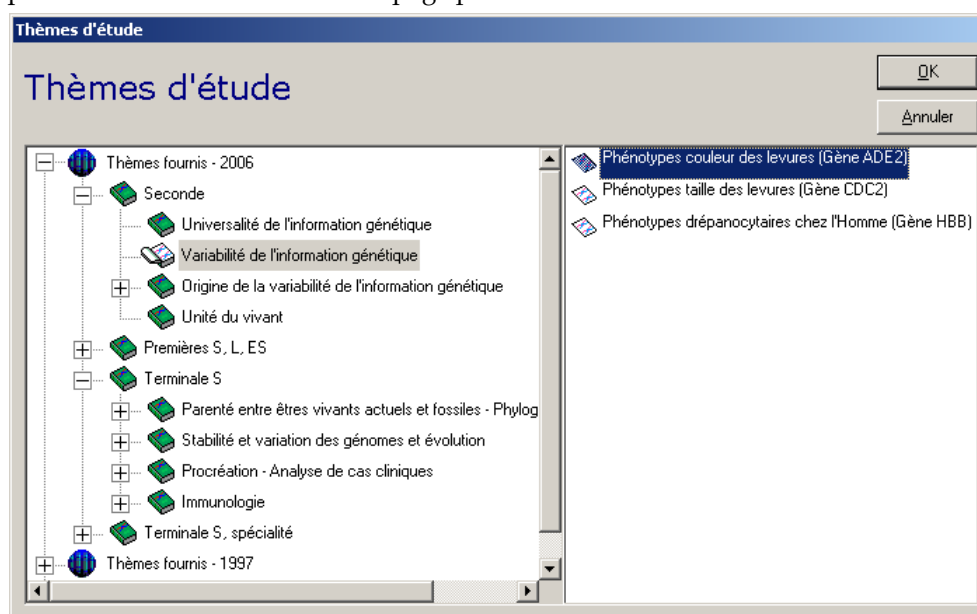 Thèmes d'étude
Thèmes d'étude
OK
Annuler
Thèmes fournis - 2006
Seconde
Universalité de l'information génétique
Variabilité de l'information génétique
Origine de la variabilité de l'information génétique
Unité du vivant
Premières S, L, ES
Terminale S
Parenté entre êtres vivants actuels et fossiles - Phylog
Stabilité et variation des génomes et évolution
Procréation - Analyse de cas cliniques
Immunologie
Terminale S, spécialité
Thèmes fournis - 1997
Phénotypes couleur des levures (Gène ADE2)
Phénotypes taille des levures (Gène CDC2)
Phénotypes drépanocytaires chez l'Homme (Gène HBB)